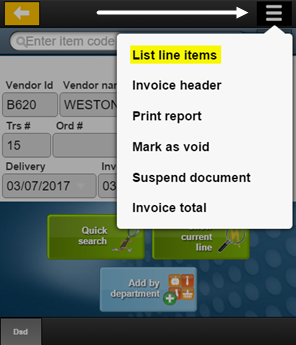 Enter item code
List line items
Vendor Id Vendor na
B620 WESTON
Invoice header
Trs # Ord #
Print report
15
Mark as void
Delivery Inv
Suspend document
03/07/2017 03
Invoice total
Quick search
current line
Add by department
Dsd